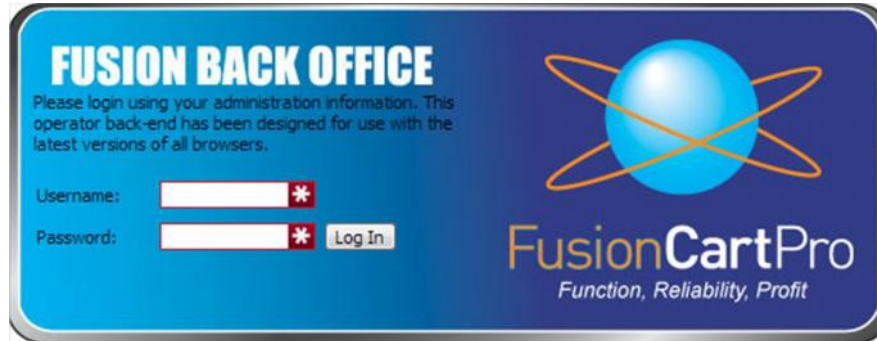 FUSION BACK OFFICE
Please login using your administration information. This
operator back-end has been designed for use with the
latest versions of all browsers.
Username:
Password:
Log In
FusionCartPro
Function, Reliability, Profit